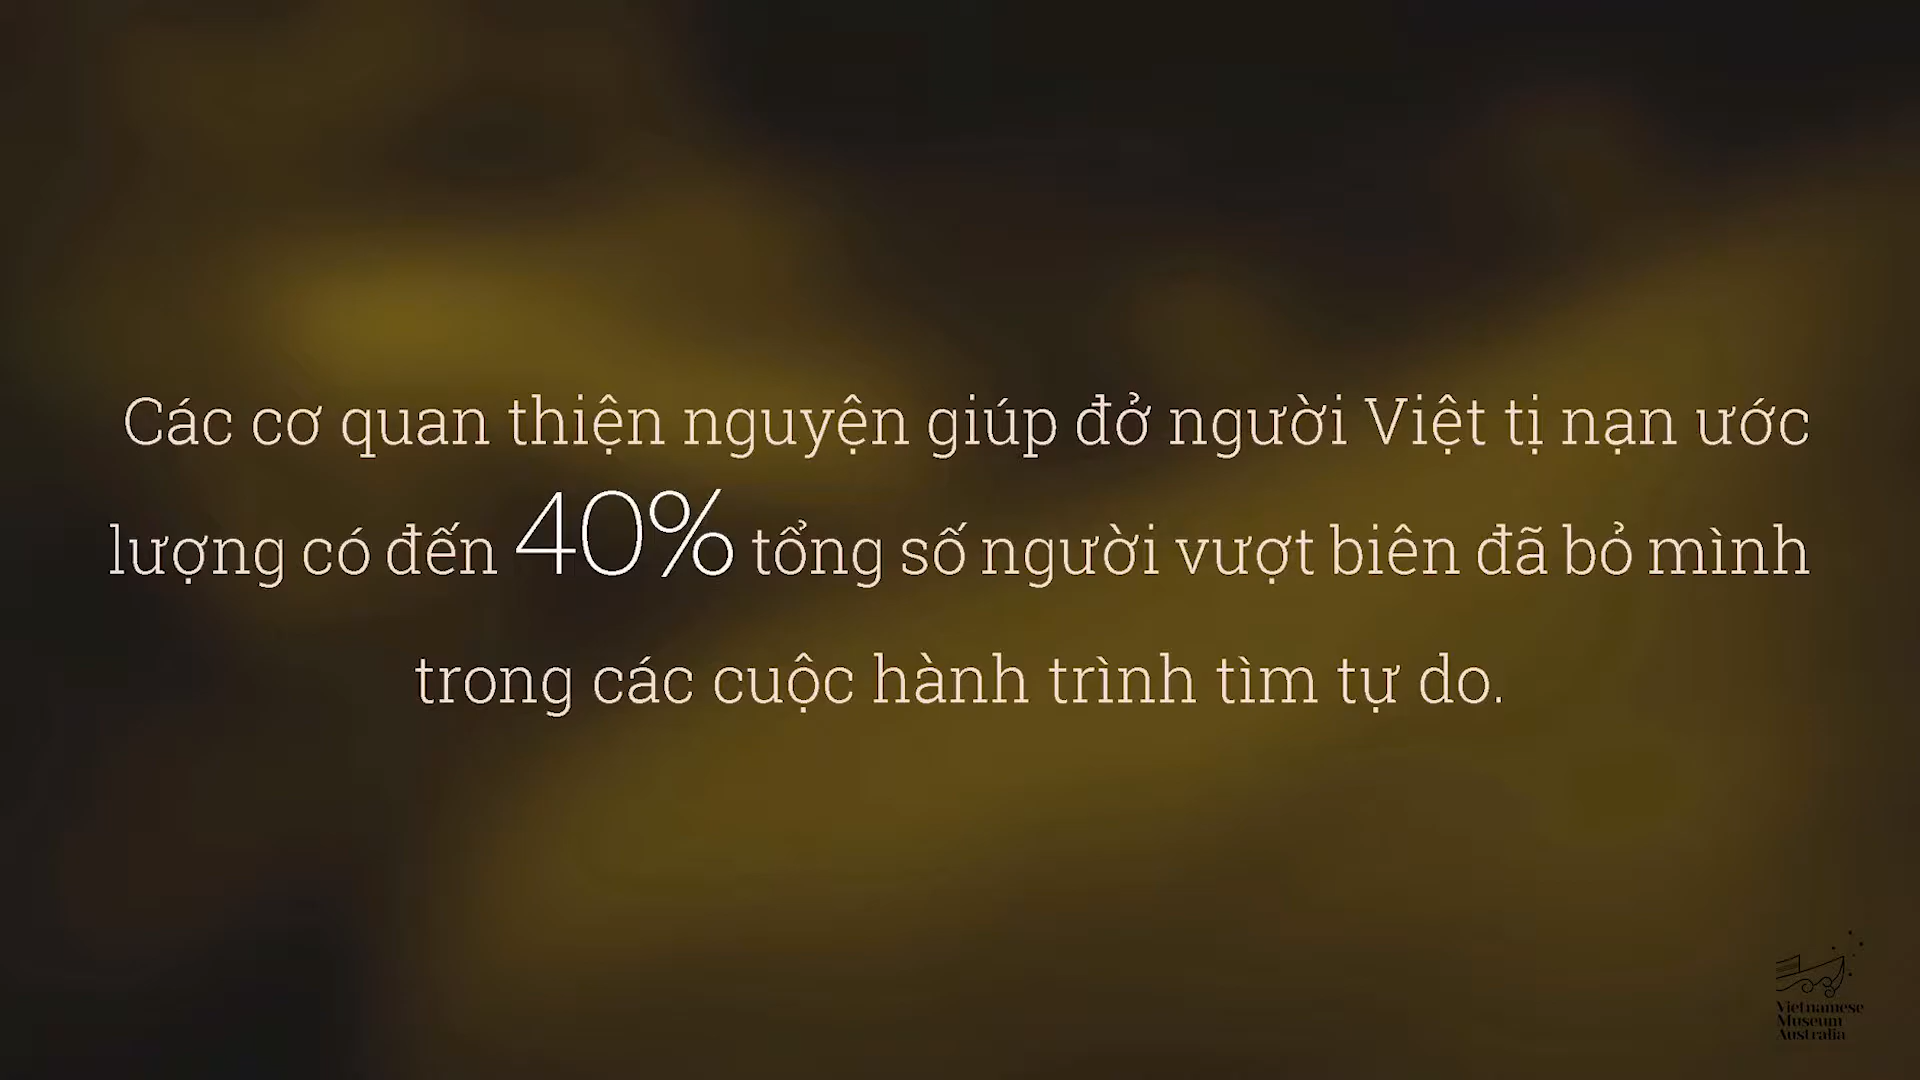 Các cơ quan thiện nguyện giúp đở người Việt tị nạn ước
lượng có đến 40% tổng số người vượt biên đã bỏ mình
trong các cuộc hành trình tìm tự do.
Vietnamese
Museum
Australia